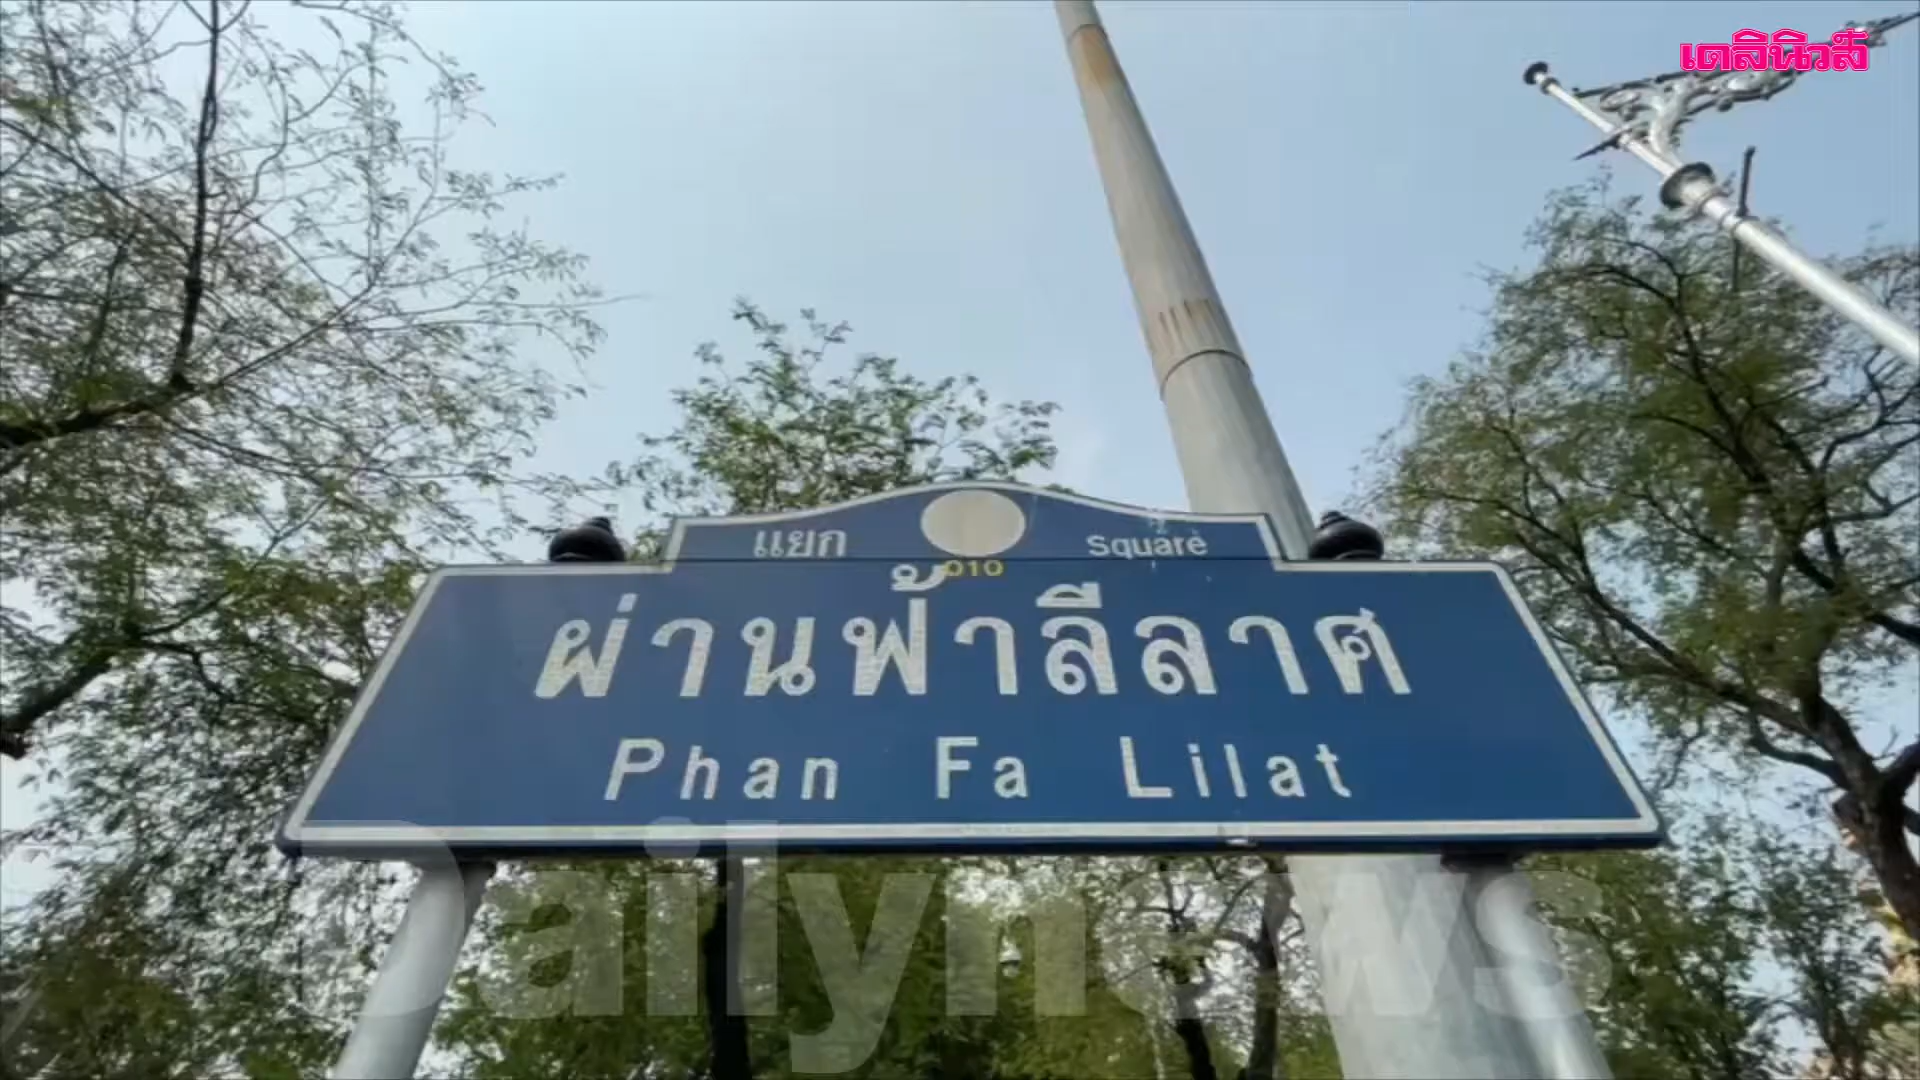 เดลินิวส์
แยก Square
010
ผ่านฟ้าลีลาศ
Phan Fa Lilat
Dailynews